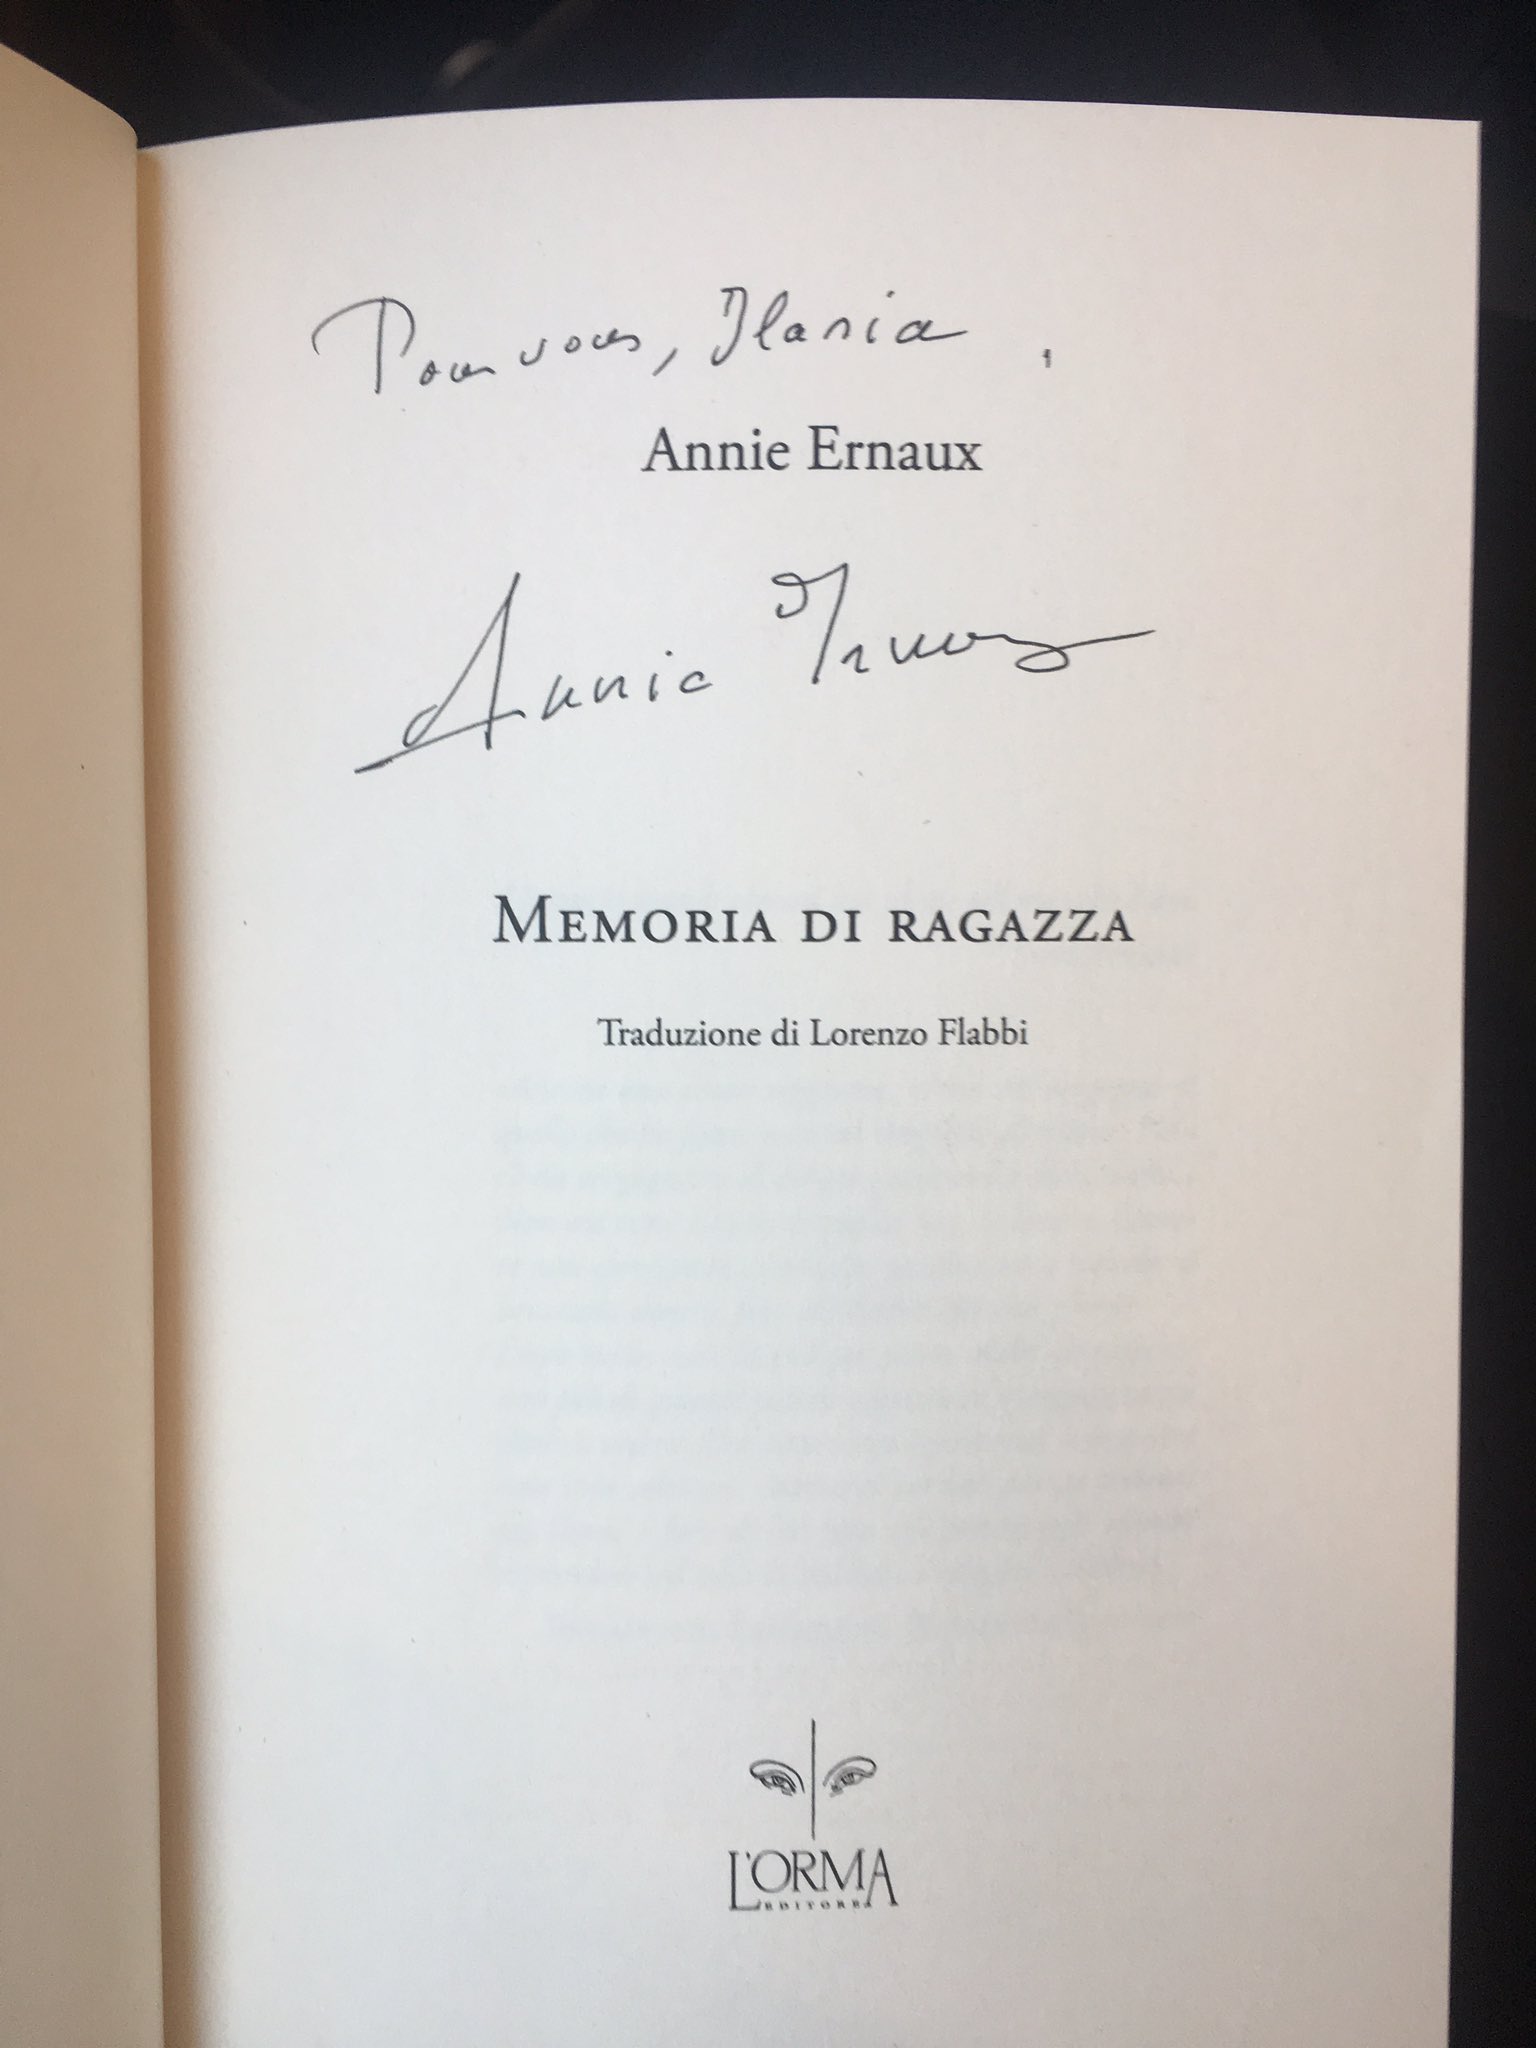 Pour vous, Ilaria,
Annie Ernaux
Annie Ernaux
MEMORIA DI RAGAZZA
Traduzione di Lorenzo Flabbi
L'ORMA
EDITORE